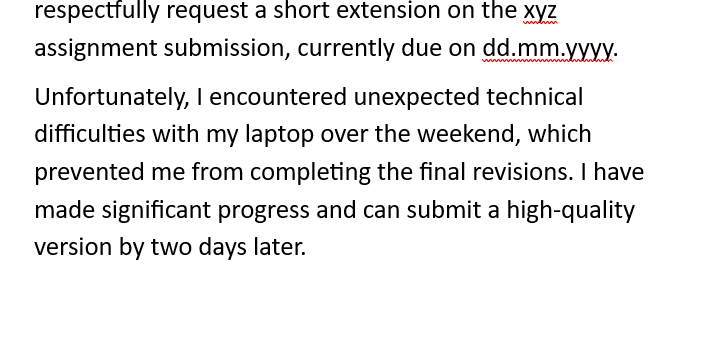 respectfully request a short extension on the xyz
assignment submission, currently due on dd.mm.yyyy.
Unfortunately, I encountered unexpected technical
difficulties with my laptop over the weekend, which
prevented me from completing the final revisions. I have
made significant progress and can submit a high-quality
version by two days later.